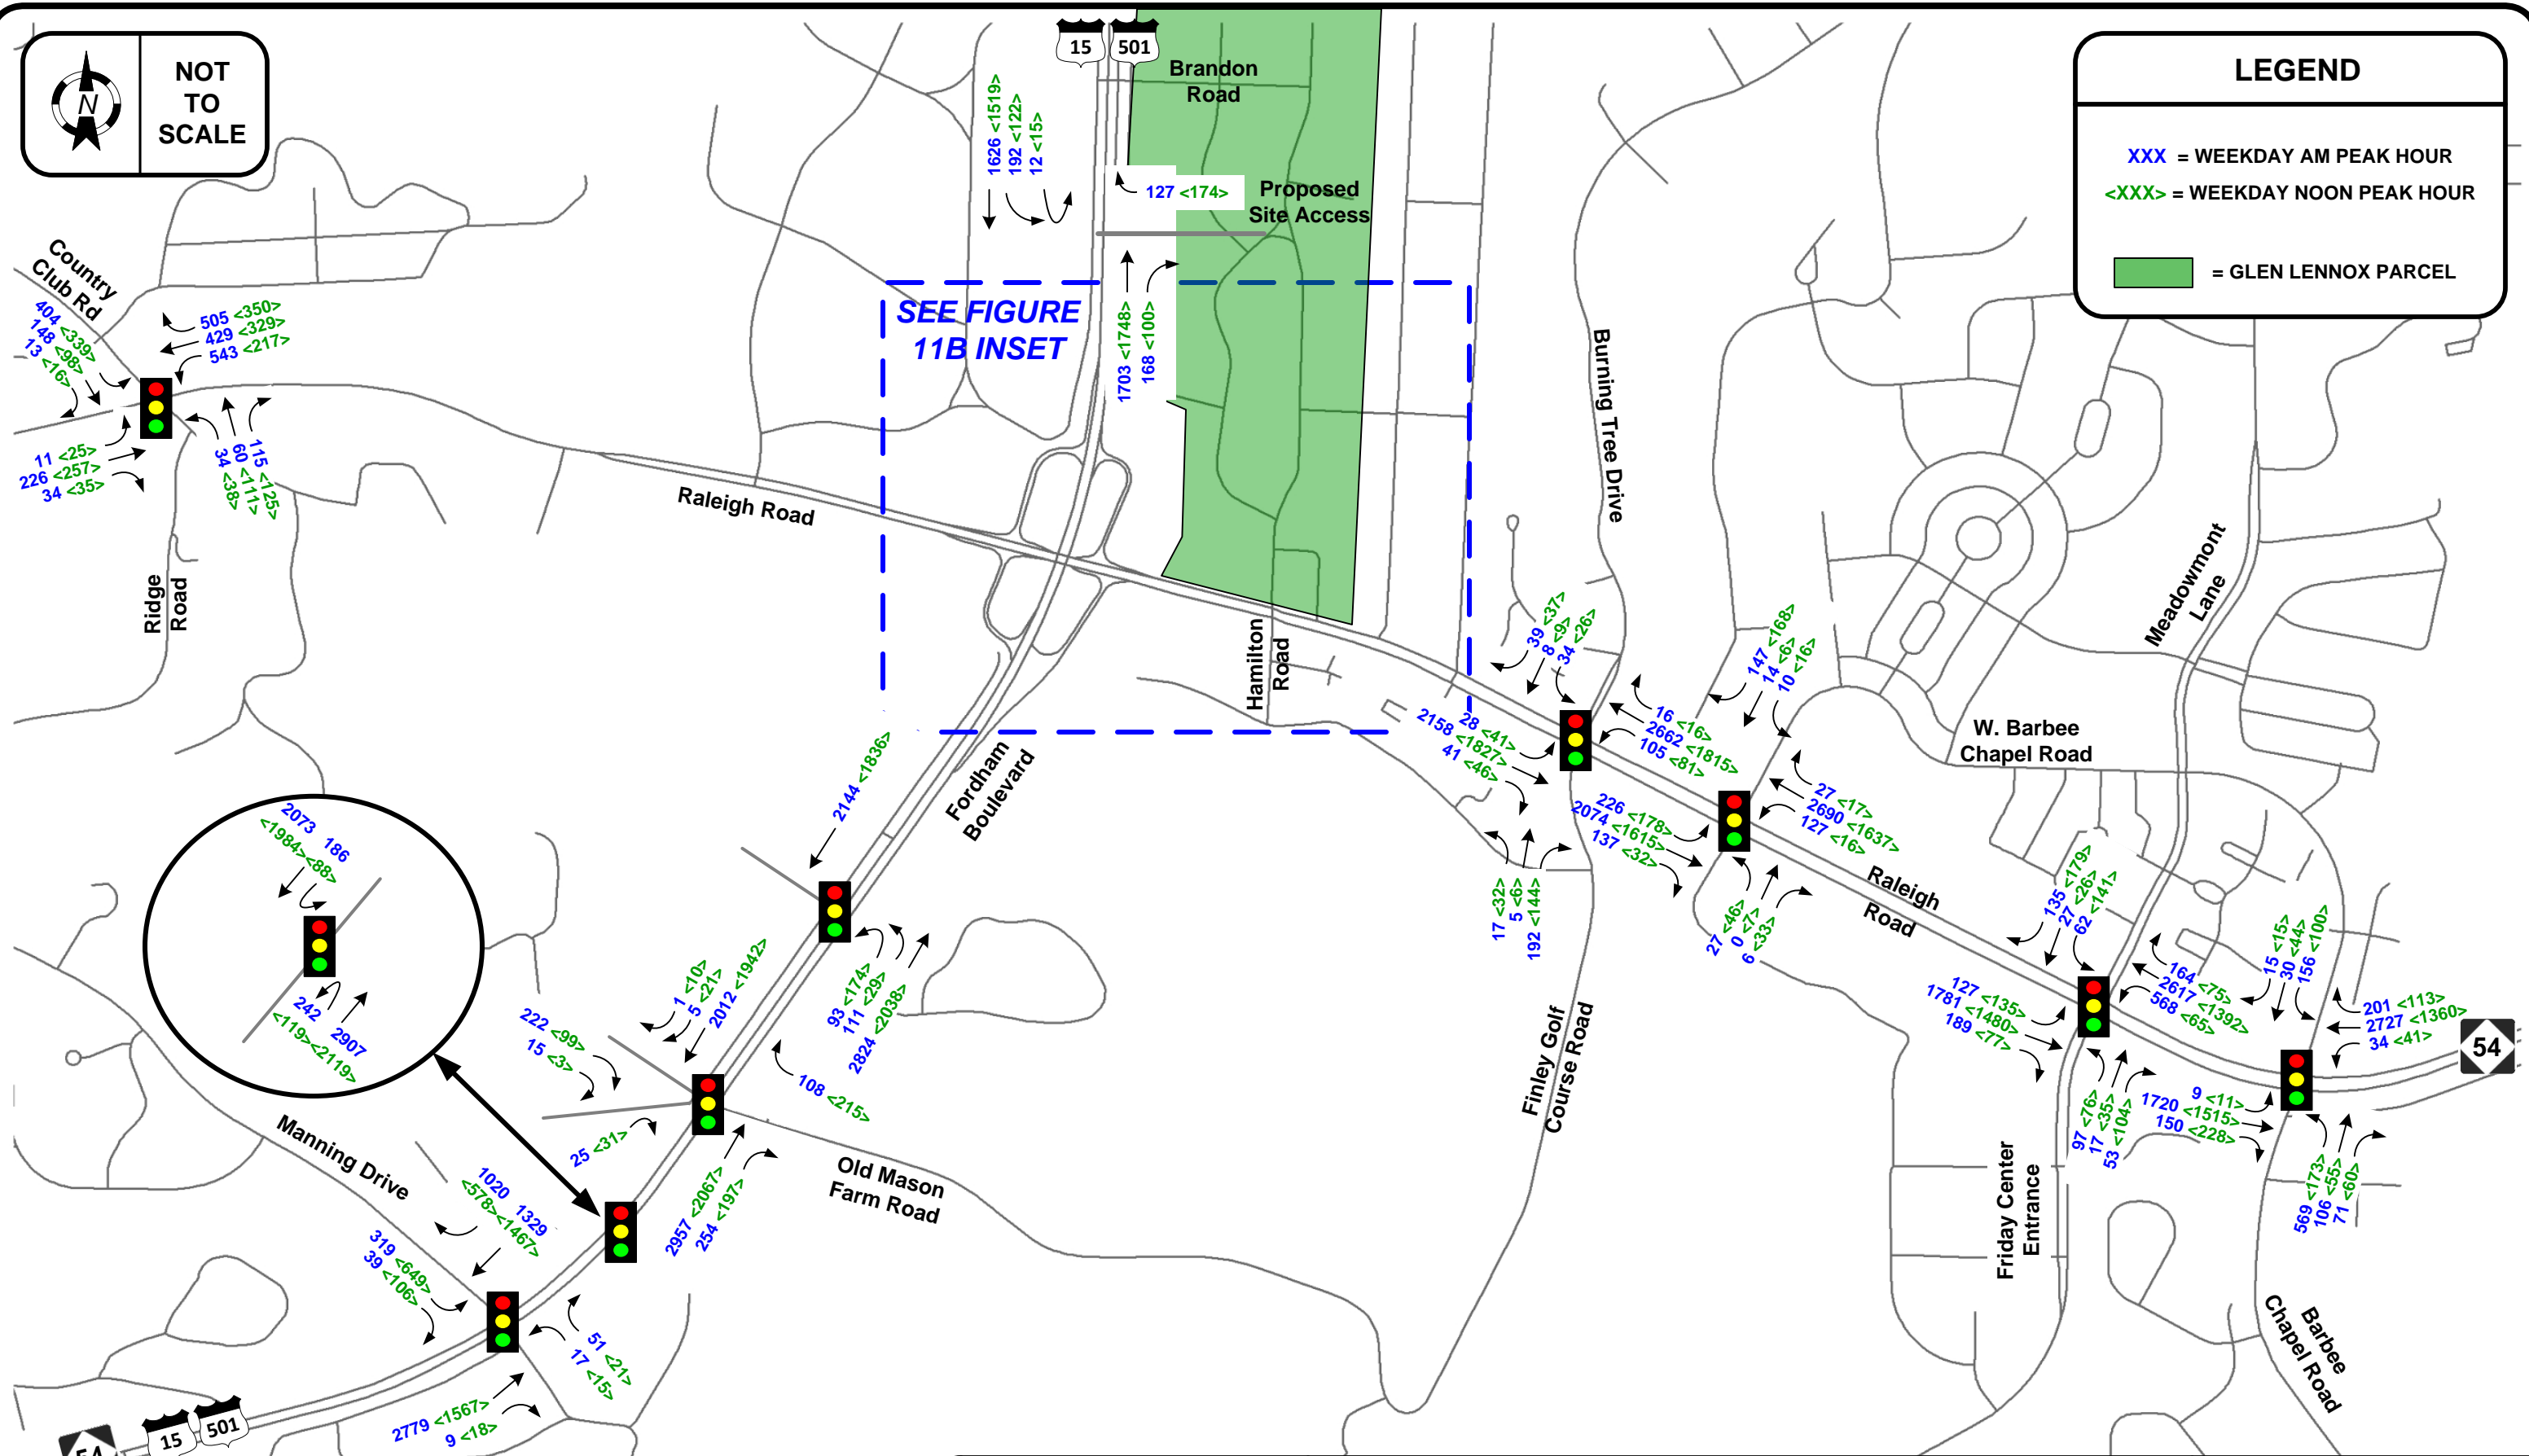 N
NOT
TO
SCALE
15
501
Brandon
Road
LEGEND
XXX = WEEKDAY AM PEAK HOUR
<XXX> = WEEKDAY NOON PEAK HOUR
= GLEN LENNOX PARCEL
1626 <1519>
192 <122>
12 <15>
127 <174>
Proposed
Site Access
1703 <1748>
168 <100>
SEE FIGURE
11B INSET
Country
Club Rd
404 <339>
148 <98>
13 <16>
505 <350>
429 <329>
543 <217>
11 <25>
226 <257>
34 <35>
34 <38>
60 <111>
115 <125>
Raleigh Road
Ridge
Road
Burning Tree Drive
Hamilton
Road
Meadowmont
Lane
39 <37>
8 <9>
34 <26>
28 <41>
2158 <1827>
41 <46>
16 <16>
2662 <1815>
105 <81>
17 <32>
5 <6>
192 <144>
147 <168>
14 <6>
10 <16>
226 <178>
2074 <1615>
137 <32>
27 <17>
2690 <1637>
127 <16>
27 <46>
0 <7>
6 <33>
W. Barbee
Chapel Road
Raleigh
Road
Fordham
Boulevard
2144 <1836>
93 <174>
111 <29>
2824 <2038>
2073
<1984>
186
<88>
242
<119>
2907
<2119>
1 <10>
5 <21>
2012 <1942>
222 <99>
15 <3>
25 <31>
108 <215>
2957 <2067>
254 <197>
Old Mason
Farm Road
Manning Drive
1020
<578>
1329
<1467>
319 <649>
39 <106>
51 <21>
17 <15>
2779 <1567>
9 <18>
54
15
501
Finley Golf
Course Road
135 <179>
27 <26>
62 <141>
127 <135>
1781 <1480>
189 <77>
164 <75>
2617 <1392>
568 <65>
97 <76>
17 <35>
53 <104>
Friday Center
Entrance
15 <15>
30 <44>
156 <100>
201 <113>
2727 <1360>
34 <41>
54
9 <11>
1720 <1515>
150 <228>
569 <173>
106 <55>
71 <60>
Barbee
Chapel Road